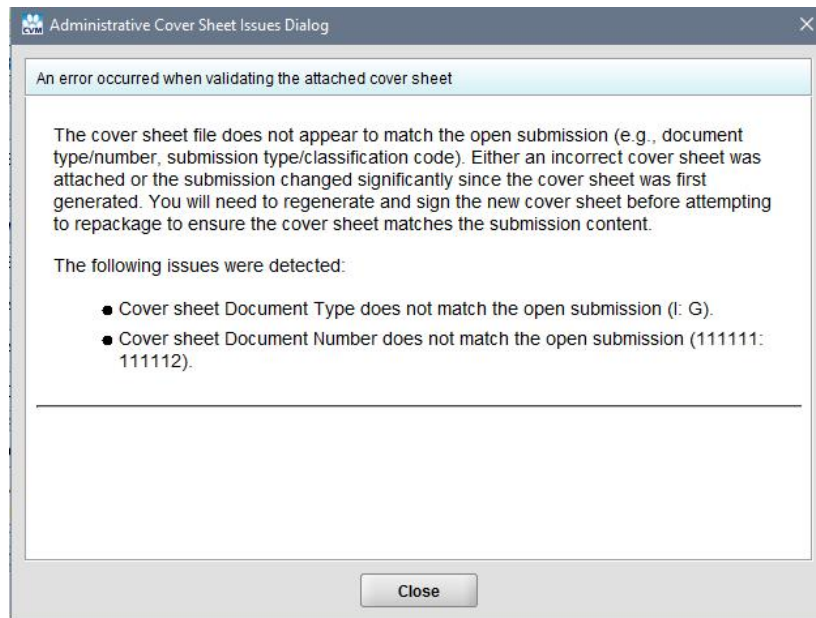 CVM Administrative Cover Sheet Issues Dialog
An error occurred when validating the attached cover sheet
The cover sheet file does not appear to match the open submission (e.g., document
type/number, submission type/classification code). Either an incorrect cover sheet was
attached or the submission changed significantly since the cover sheet was first
generated. You will need to regenerate and sign the new cover sheet before attempting
to repackage to ensure the cover sheet matches the submission content.
The following issues were detected:
● Cover sheet Document Type does not match the open submission (I: G).
● Cover sheet Document Number does not match the open submission (111111:
111112).
Close